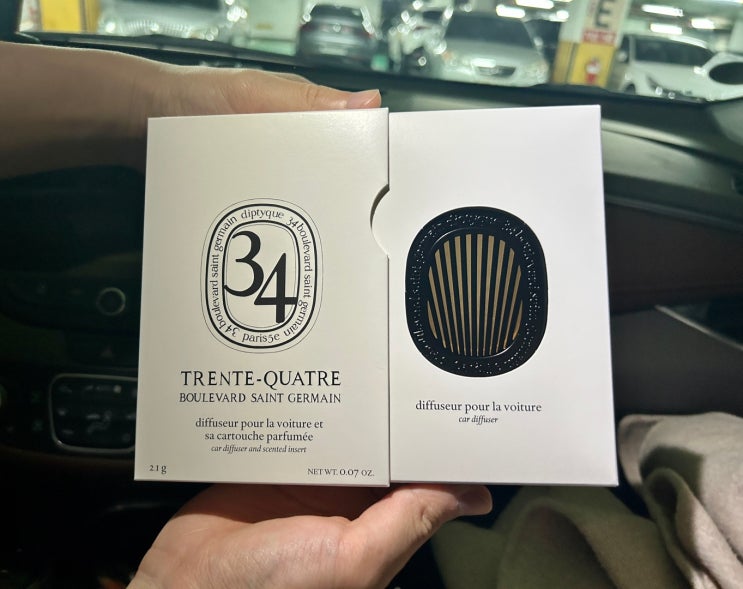 diptyque 34 boulevard saint germain paris5e 34 boulevard saint germain
34
TRENTE-QUATRE
BOULEVARD SAINT GERMAIN
diffuseur pour la voiture et
sa cartouche parfumée
car diffuser and scented insert
2.1 g
NET WT. 0.07 OZ.
diffuseur pour la voiture
car diffuser
E